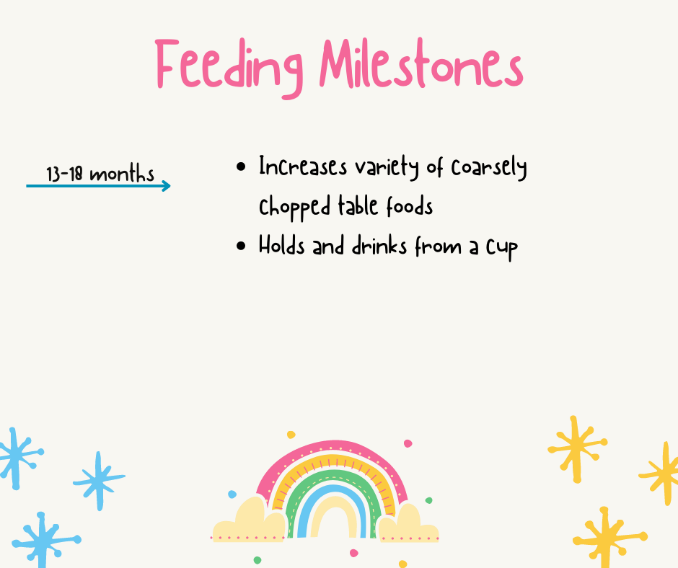 Feeding Milestones
13-18 months
• Increases variety of coarsely
chopped table foods
• Holds and drinks from a cup